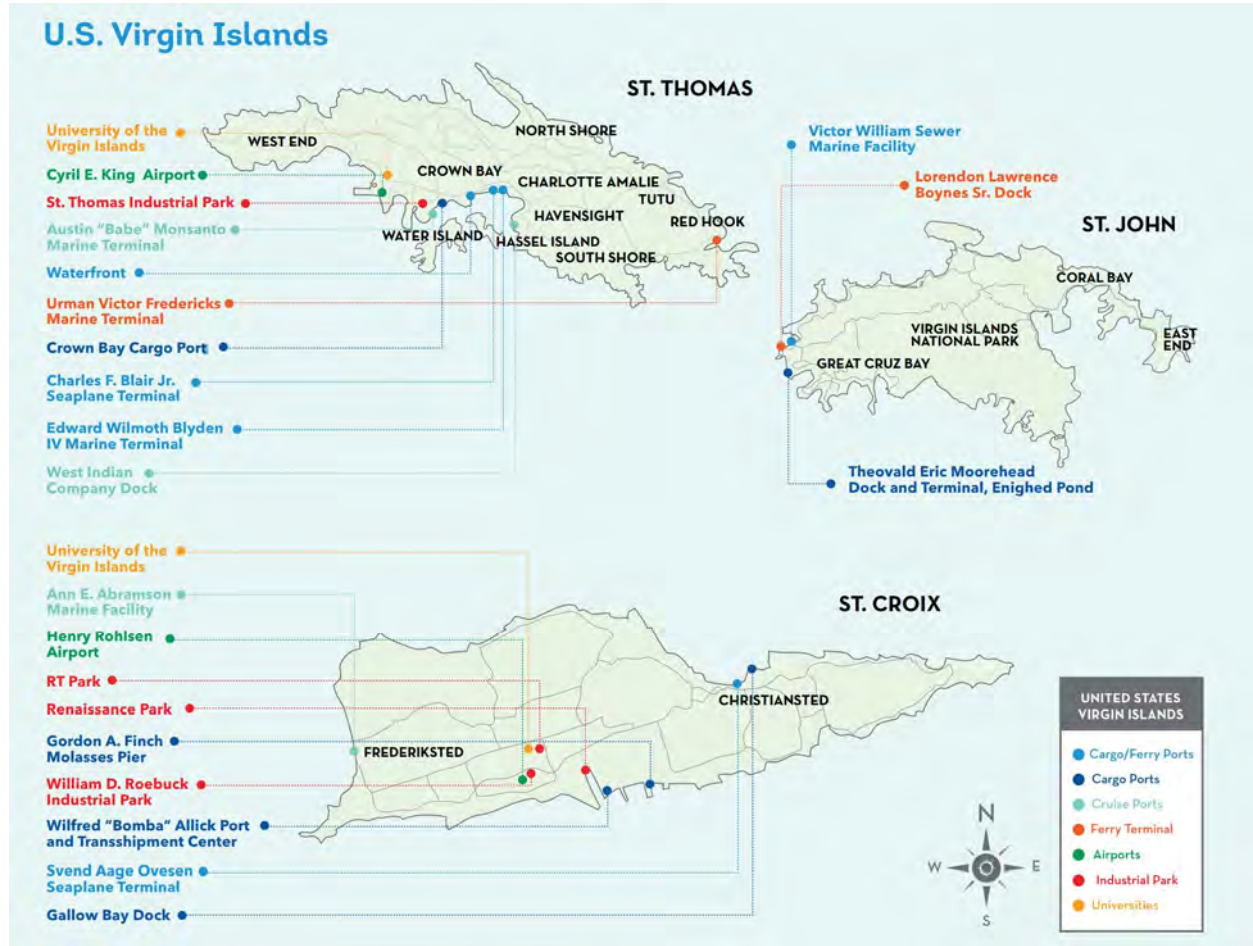 U.S. Virgin Islands
ST. THOMAS
University of the
Virgin Islands
Cyril E. King Airport
St. Thomas Industrial Park
Austin "Babe" Monsanto
Marine Terminal
Waterfront
Urman Victor Fredericks
Marine Terminal
Crown Bay Cargo Port
Charles F. Blair Jr.
Seaplane Terminal
Edward Wilmoth Blyden
IV Marine Terminal
West Indian
Company Dock
WEST END
NORTH SHORE
CROWN BAY
CHARLOTTE AMALIE
TUTU
HAVENSIGHT
RED HOOK
WATER ISLAND
HASSEL ISLAND
SOUTH SHORE
Victor William Sewer
Marine Facility
Lorendon Lawrence
Boynes Sr. Dock
ST. JOHN
CORAL BAY
VIRGIN ISLANDS
NATIONAL PARK
EAST
END
GREAT CRUZ BAY
Theovald Eric Moorehead
Dock and Terminal, Enighed Pond
University of the
Virgin Islands
Ann E. Abramson
Marine Facility
Henry Rohlsen
Airport
RT Park
Renaissance Park
Gordon A. Finch
Molasses Pier
William D. Roebuck
Industrial Park
Wilfred "Bomba" Allick Port
and Transshipment Center
Svend Aage Ovesen
Seaplane Terminal
Gallow Bay Dock
ST. CROIX
CHRISTIANSTED
FREDERIKSTED
N
W
E
S
UNITED STATES
VIRGIN ISLANDS
Cargo/Ferry Ports
Cargo Ports
Cruise Ports
Ferry Terminal
Airports
Industrial Park
Universities